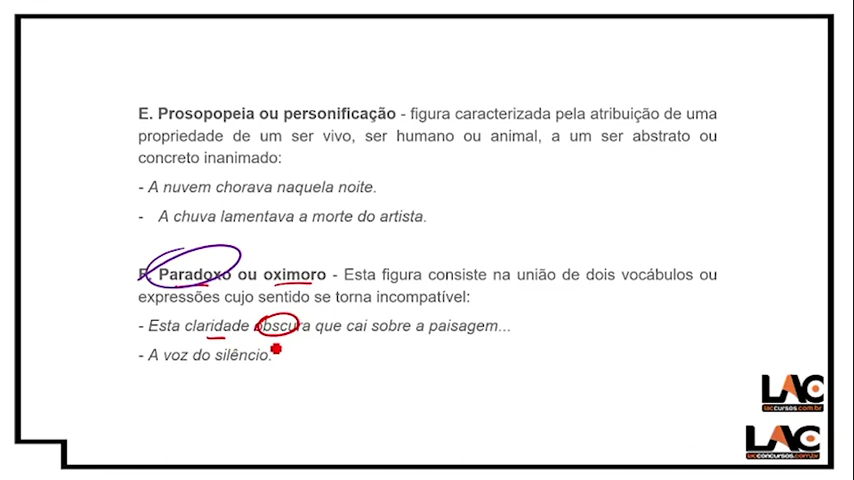 E. Prosopopeia ou personificação - figura caracterizada pela atribuição de uma
propriedade de um ser vivo, ser humano ou animal, a um ser abstrato ou
concreto inanimado:
- A nuvem chorava naquela noite.
- A chuva lamentava a morte do artista.
F. Paradoxo ou oximoro - Esta figura consiste na união de dois vocábulos ou
expressões cujo sentido se torna incompatível:
- Esta claridade obscura que cai sobre a paisagem...
- A voz do silêncio.
LAC
laccursos.com.br
LAC
lacconcursos.com.br